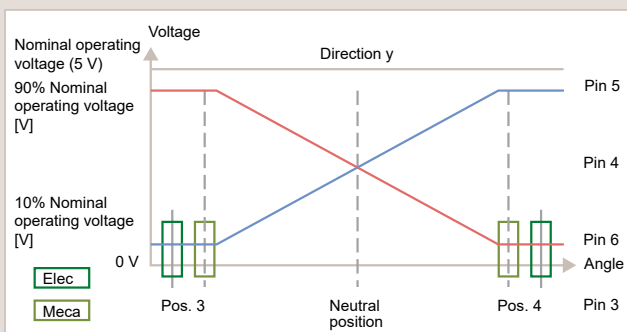 Voltage
Nominal operating
voltage (5 V)
Direction y
90% Nominal
operating voltage
[V]
Pin 5
Pin 4
10% Nominal
operating voltage
[V]
Pin 6
0 V
Angle
Elec
Meca
Pos. 3
Neutral
position
Pos. 4
Pin 3